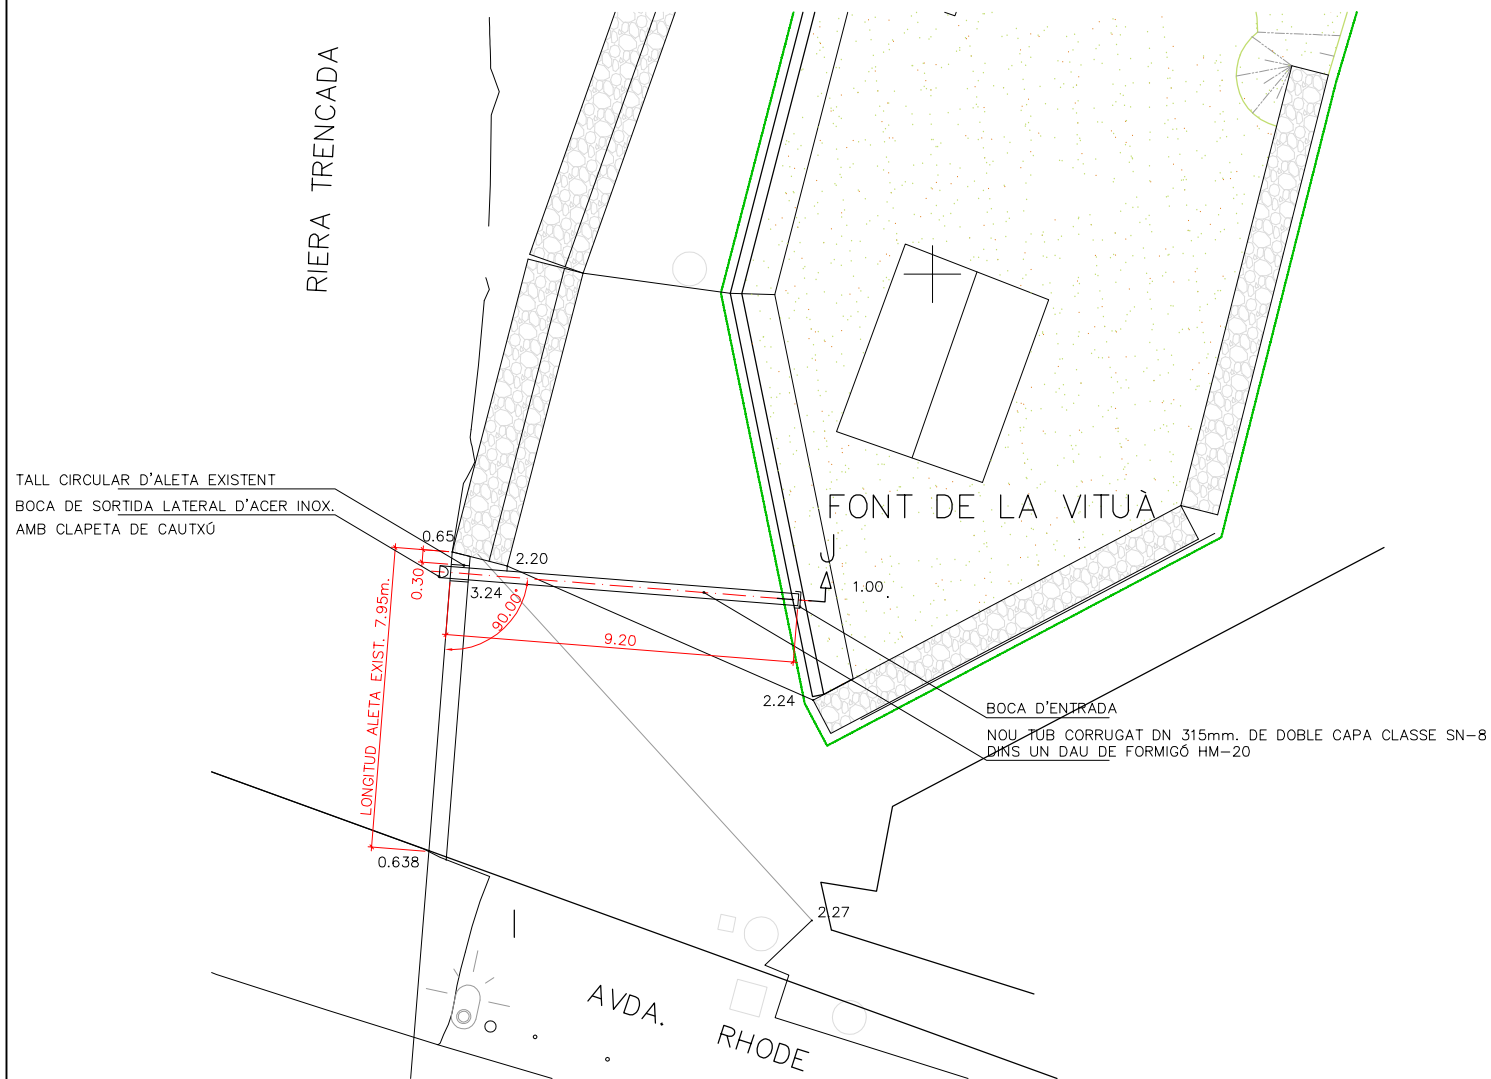 RIERA TRENCADA
TALL CIRCULAR D'ALETA EXISTENT
BOCA DE SORTIDA LATERAL D'ACER INOX.
AMB CLAPETA DE CAUTXÚ
FONT DE LA VITUÀ
J
0.65
2.20
0.30
3.24
90.00°
1.00
9.20
LONGITUD ALETA EXIST. 7.95m.
2.24
BOCA D'ENTRADA
NOU TUB CORRUGAT DN 315mm. DE DOBLE CAPA CLASSE SN-8
DINS UN DAU DE FORMIGÓ HM-20
0.638
2.27
I
AVDA. RHODE